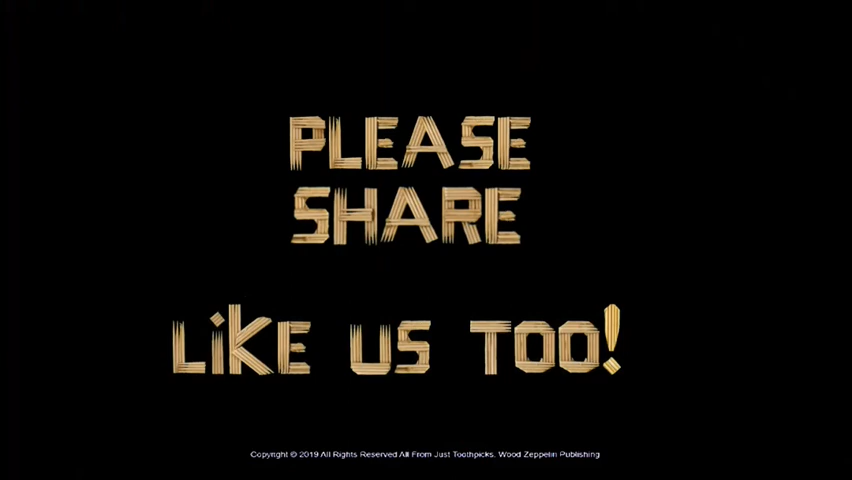 PLEASE
SHARE
LiKE US TOO!
Copyright © 2019 All Rights Reserved All From Just Toothpicks. Wood Zeppelin Publishing